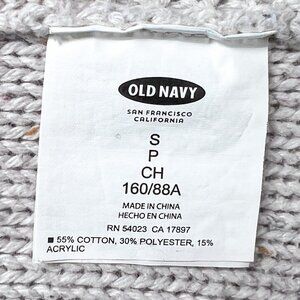 OLD NAVY
SAN FRANCISCO
CALIFORNIA
S
P
CH
160/88A
MADE IN CHINA
HECHO EN CHINA
RN 54023 CA 17897
■ 55% COTTON, 30% POLYESTER, 15%
ACRYLIC